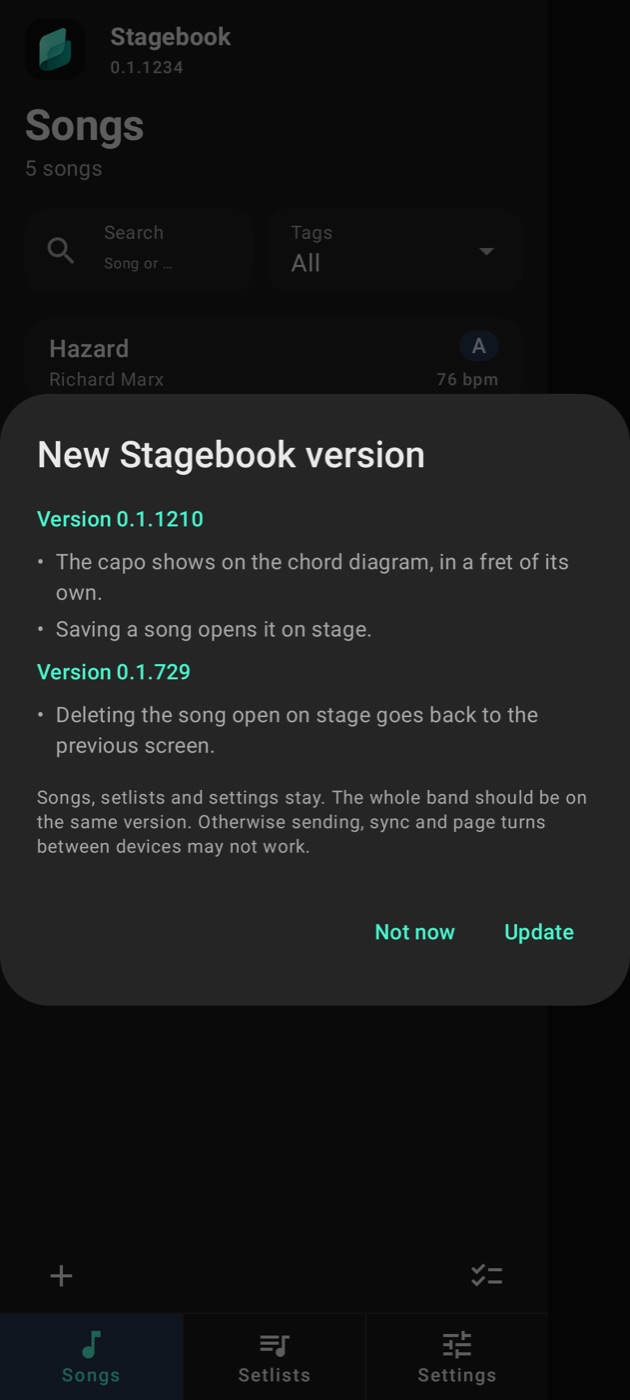 Stagebook
0.1.1234
Songs
5 songs
Search
Song or …
Tags
All
Hazard
A
Richard Marx
76 bpm
New Stagebook version
Version 0.1.1210
• The capo shows on the chord diagram, in a fret of its
own.
• Saving a song opens it on stage.
Version 0.1.729
• Deleting the song open on stage goes back to the
previous screen.
Songs, setlists and settings stay. The whole band should be on
the same version. Otherwise sending, sync and page turns
between devices may not work.
Not now
Update
Songs
Setlists
Settings